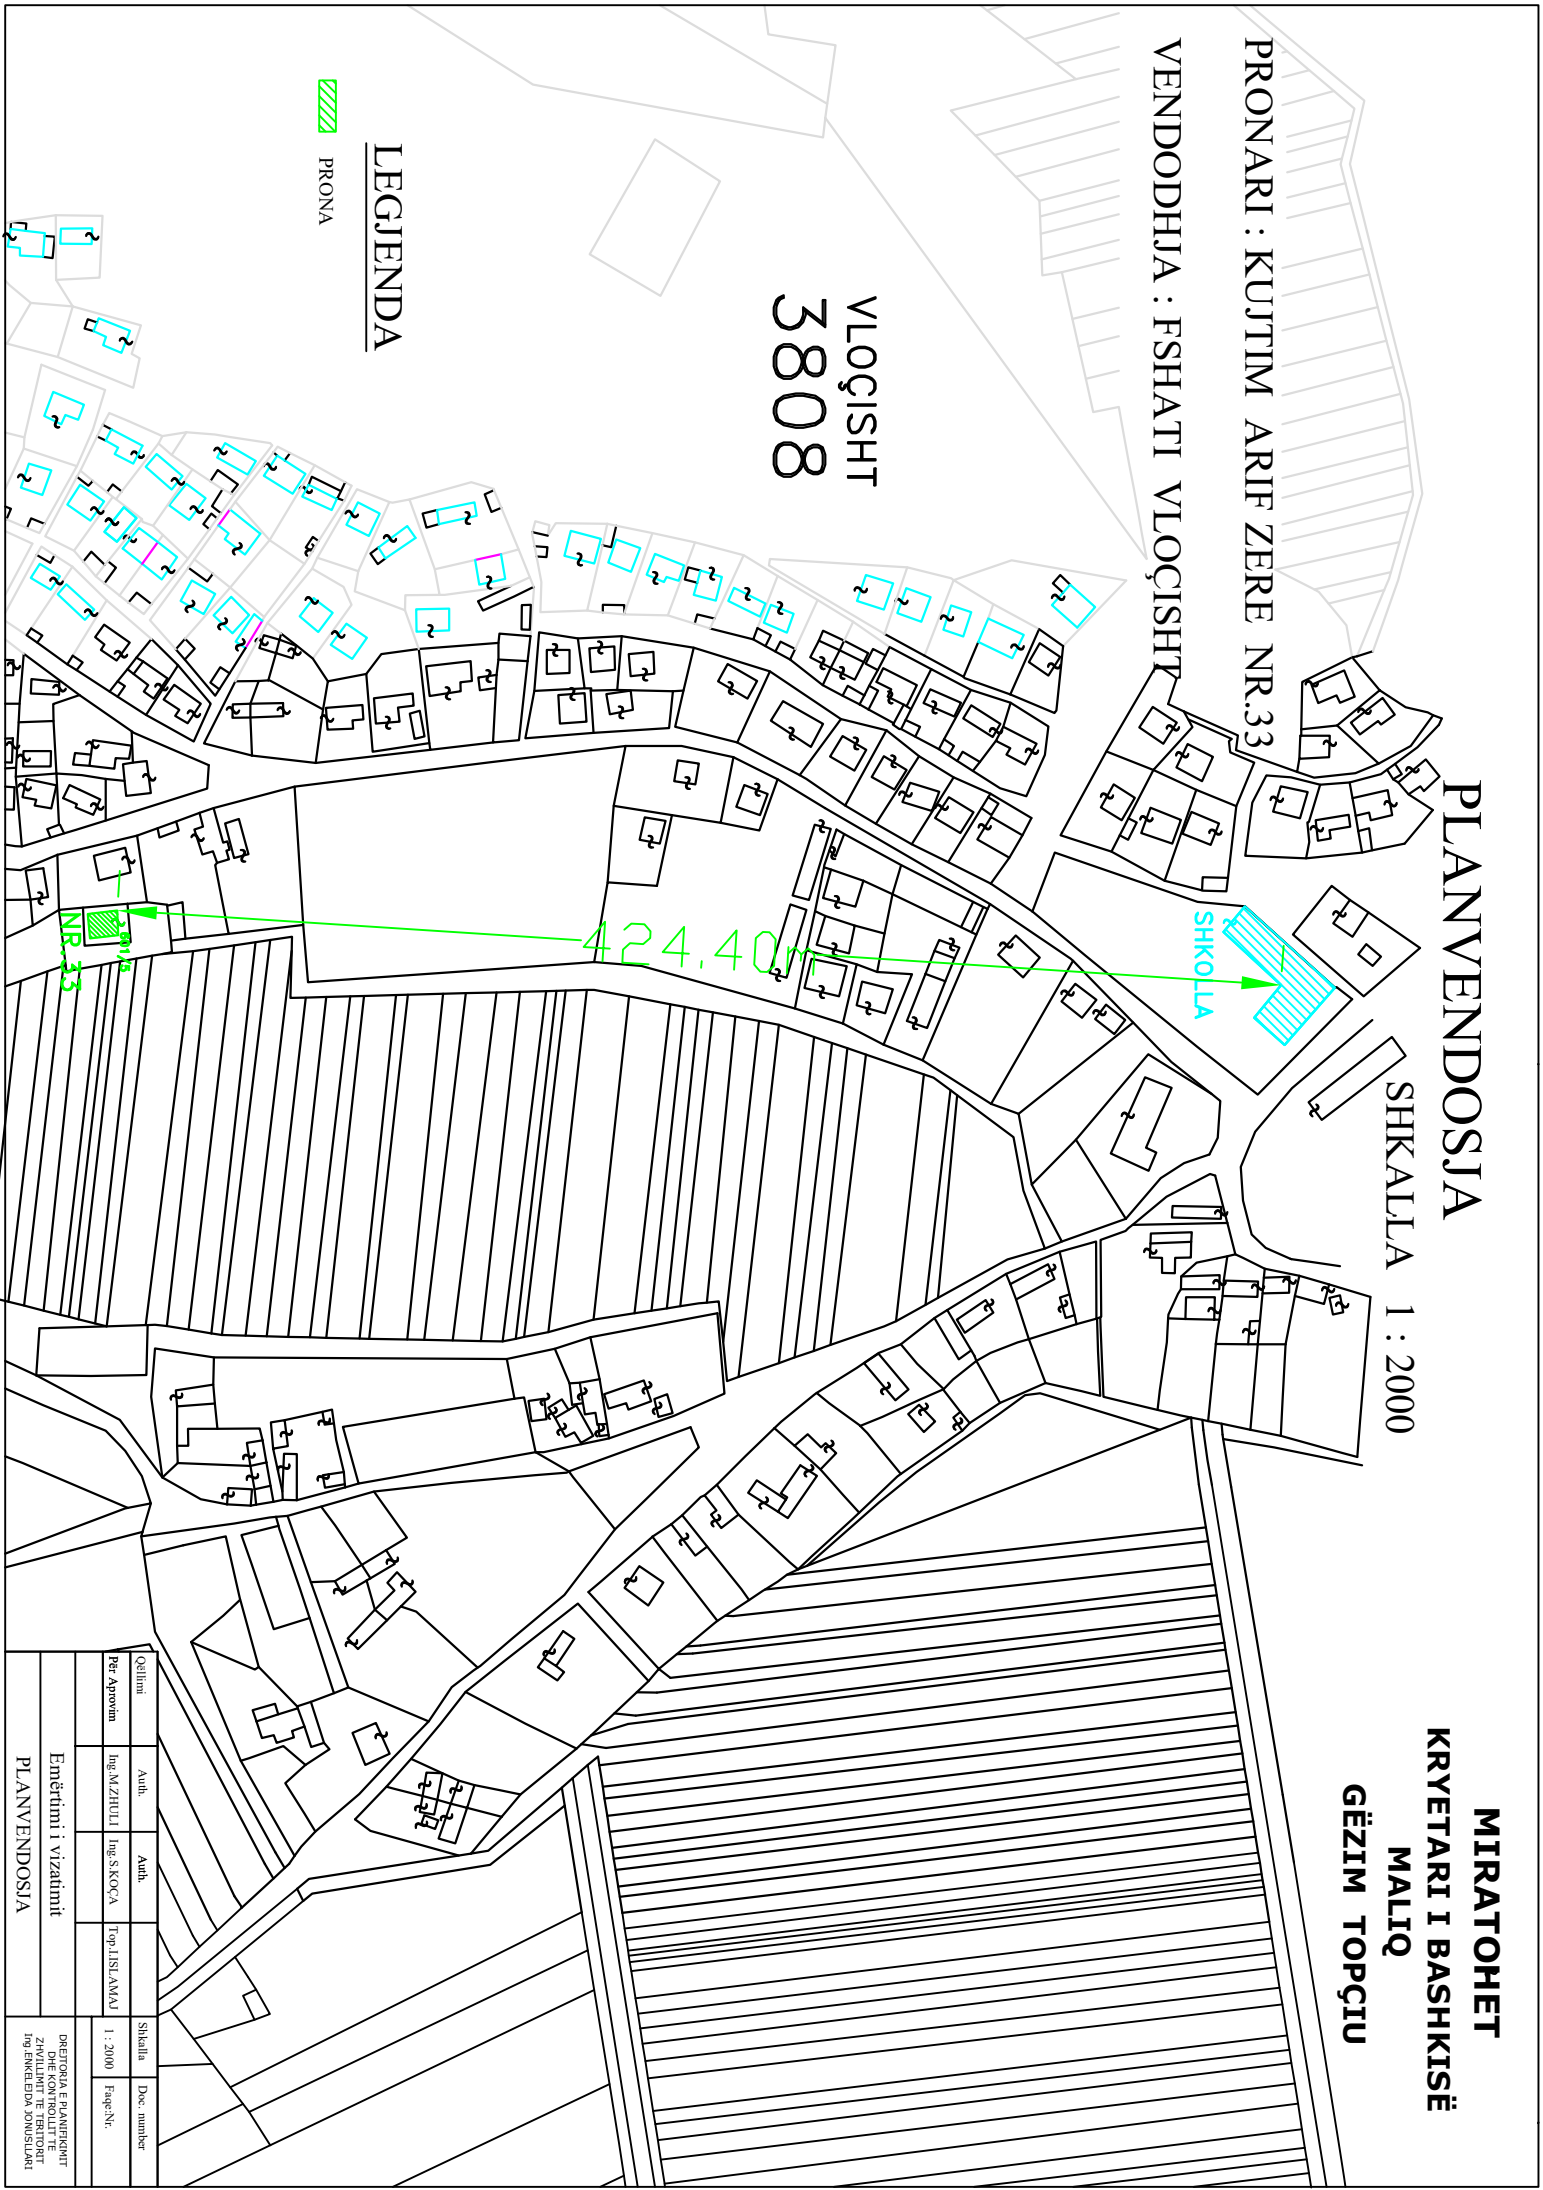 PLANVENDOSJA
SHKALLA 1 : 2000
MIRATOHET
KRYETARI I BASHKISË
MALIQ
GËZIM TOPÇIU
PRONARI : KUJTIM ARIF ZERE NR.33
VENDODHJA : FSHATI VLOÇISHT
VLOÇISHT
3808
SHKOLLA
424.40m
601/5
NR.33
LEGJENDA
PRONA
Qëllimi
Auth.
Auth.
Shkalla
Doc. number
Për Aprovim
Ing.M.ZHULI
Ing.S.KOÇA
Top.I.ISLAMAJ
1 : 2000
Faqe:Nr.
Emërtimi i vizatimit
PLANVENDOSJA
DREJTORIA E PLANIFIKIMIT
DHE KONTROLLIT TE
ZHVILLIMIT TE TERITORIT
Ing.ENKELEJDA JONUSLLARI